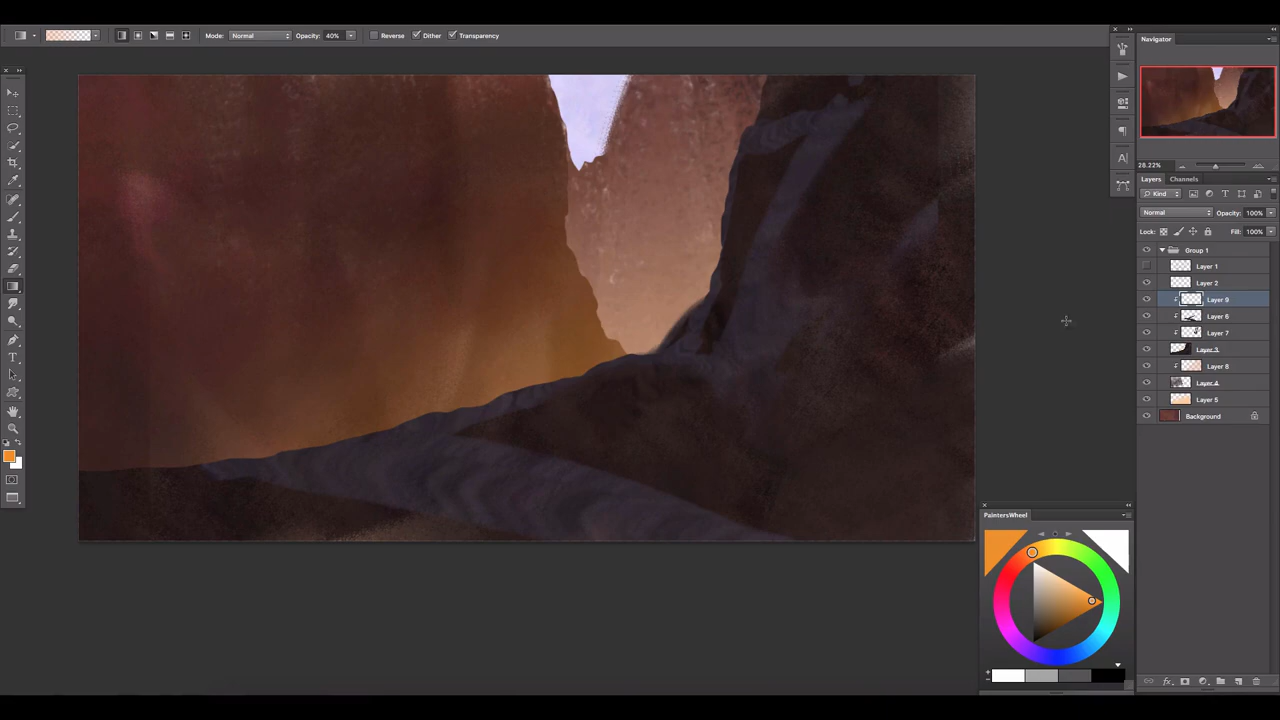 Mode: Normal Opacity: 40% Reverse Dither Transparency
Navigator
28.22%
Layers Channels
Kind
Normal Opacity: 100%
Lock: Fill: 100%
Group 1
Layer 1
Layer 2
Layer 9
Layer 6
Layer 7
Layer 3
Layer 8
Layer 4
Layer 5
Background
PaintersWheel